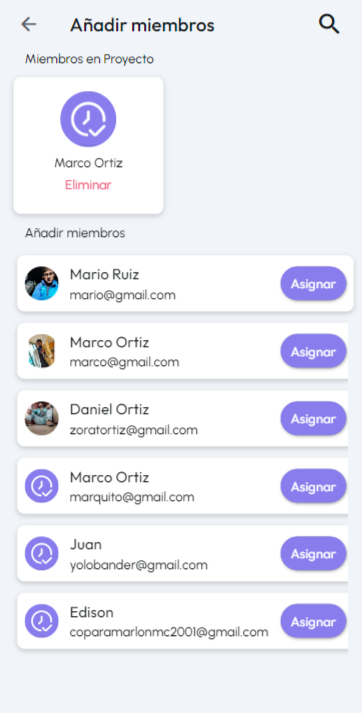 Añadir miembros
Miembros en Proyecto
Marco Ortiz
Eliminar
Añadir miembros
Mario Ruiz
mario@gmail.com
Asignar
Marco Ortiz
marco@gmail.com
Asignar
Daniel Ortiz
zoratortiz@gmail.com
Asignar
Marco Ortiz
marquito@gmail.com
Asignar
Juan
yolobander@gmail.com
Asignar
Edison
coparamarlonmc2001@gmail.com
Asignar